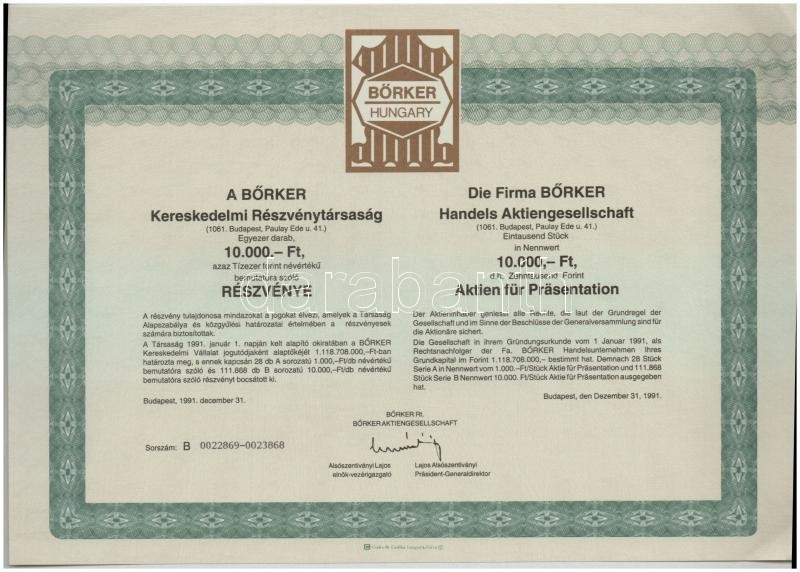 BŐRKER
HUNGARY
A BŐRKER
Kereskedelmi Részvénytársaság
(1061. Budapest, Paulay Ede u. 41.)
Egyezer darab,
10.000.– Ft,
azaz Tízezer forint névértékű
bemutatóra szóló
RÉSZVÉNYE
A részvény tulajdonosa mindazokat a jogokat élvezi, amelyek a Társaság
Alapszabálya és közgyűlési határozatai értelmében a részvényesek
számára biztosítottak.
A Társaság 1991. január 1. napján kelt alapító okiratában a BŐRKER
Kereskedelmi Vállalat jogutódjaként alaptőkéjét 1.118.708.000,–Ft-ban
határozta meg, s ennek kapcsán 28 db A sorozatú 1.000,–Ft/db névértékű
bemutóra szóló és 111.868 db B sorozatú 10.000,–Ft/db névértékű
bemutóra szóló részvényt bocsátott ki.
Budapest, 1991. december 31.
Die Firma BŐRKER
Handels Aktiengesellschaft
(1061. Budapest, Paulay Ede u. 41.)
Eintausend Stück
in Nennwert
10.000,– Ft,
d.h. Zehntausend Forint
Aktien für Präsentation
Der Aktieninhaber geniesst alle Rechte, die laut der Grundregel der
Gesellschaft und im Sinne der Beschlüsse der Generalversammlung sind für
die Aktionäre sichert.
Die Gesellschaft in ihrem Gründungsurkunde vom 1 Januar 1991, als
Rechtanachfolger der Fa. BŐRKER Handelsunternehmen ihres
Grundkapital im Forint 1.118,708.000,– bestimmt hat. Demnach 28 Stück
Serie A in Nennwert vom 1.000.–Ft/Stück Aktie für Präsentation und 111.868
Stück Serie B Nennwert 10.000. Ft/Stück Aktie für Präsentation ausgegeben
hat.
Budapest, den Dezember 31, 1991.
BŐRKER Rt.
BŐRKER AKTIENGESELLSCHAFT
Sorszám: B 0022869-0023868
Alsószentiványi Lajos
elnök-vezérigazgató
Lajos Alsószentiványi
Präsident-Generaldirektor
darabanth